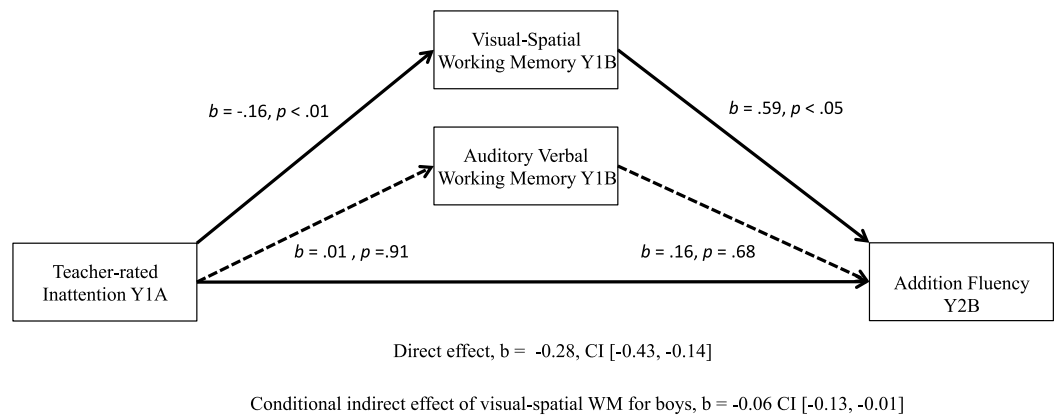 Visual-Spatial
Working Memory Y1B
b = -.16, p < .01
b = .59, p < .05
Auditory Verbal
Working Memory Y1B
b = .01 , p =.91
b = .16, p = .68
Teacher-rated
Inattention Y1A
Addition Fluency
Y2B
Direct effect, b = -0.28, CI [-0.43, -0.14]
Conditional indirect effect of visual-spatial WM for boys, b = -0.06 CI [-0.13, -0.01]